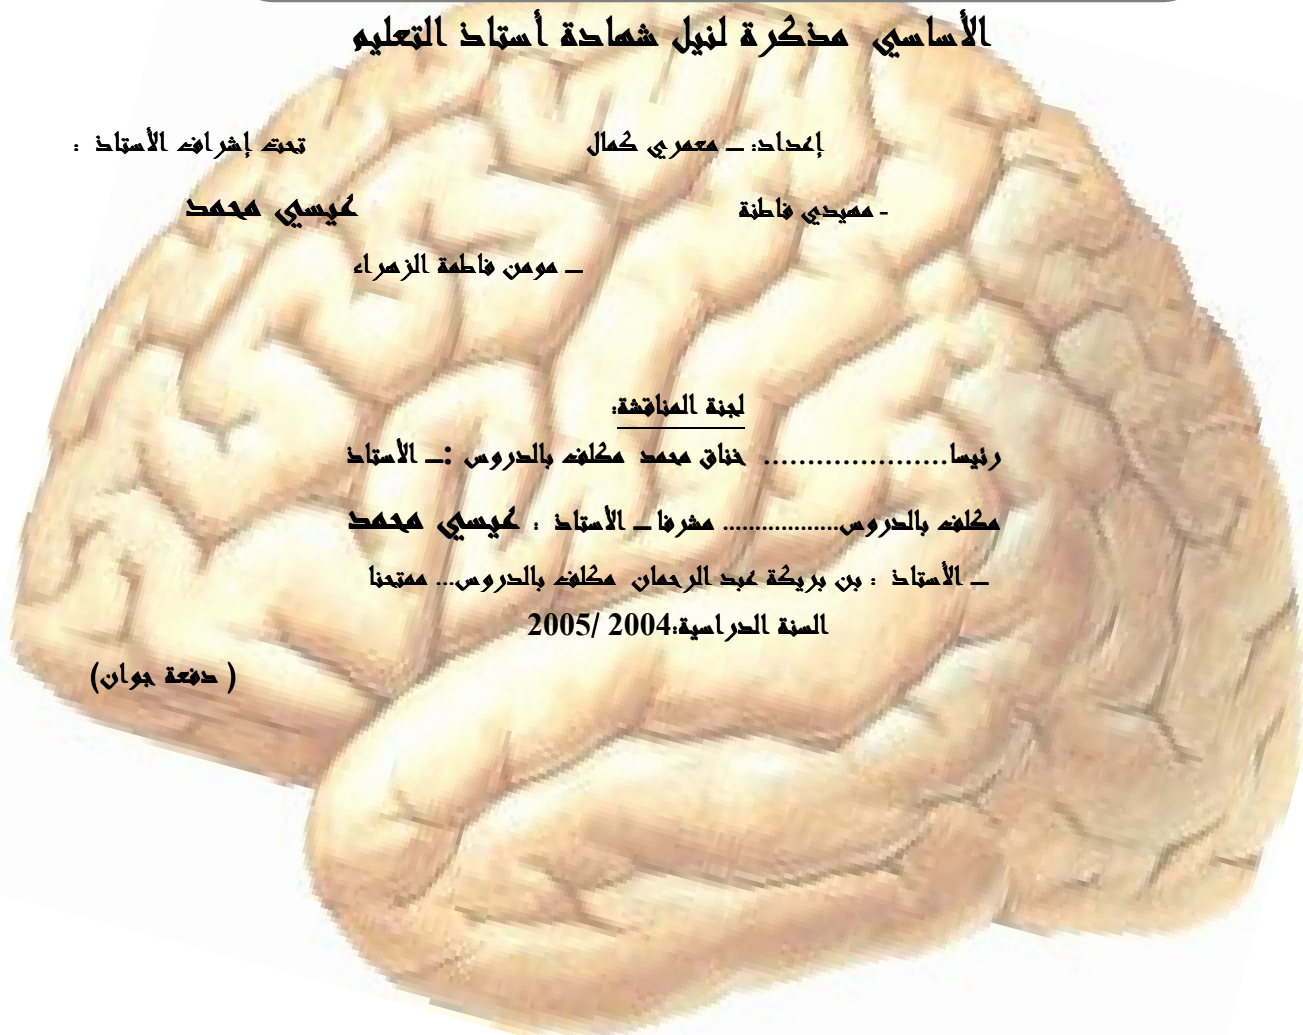 الأساسي مذكرة لنيل شهادة أستاذ التعليم
إعداد: – معمري كمال تحت إشراف الأستاذ :
- مهيدي فاطنة عيسي محمد
– مومن فاطمة الزهراء
لجنة المناقشة:
رئيسا..................... خناق محمد مكلف بالدروس :– الأستاذ
مكلف بالدروس.................. مشرفا – الأستاذ : عيسي محمد
– الأستاذ : بن بريكة عبد الرحمان مكلف بالدروس... ممتحنا
السنة الدراسية:2004 /2005
( دفعة جوان)